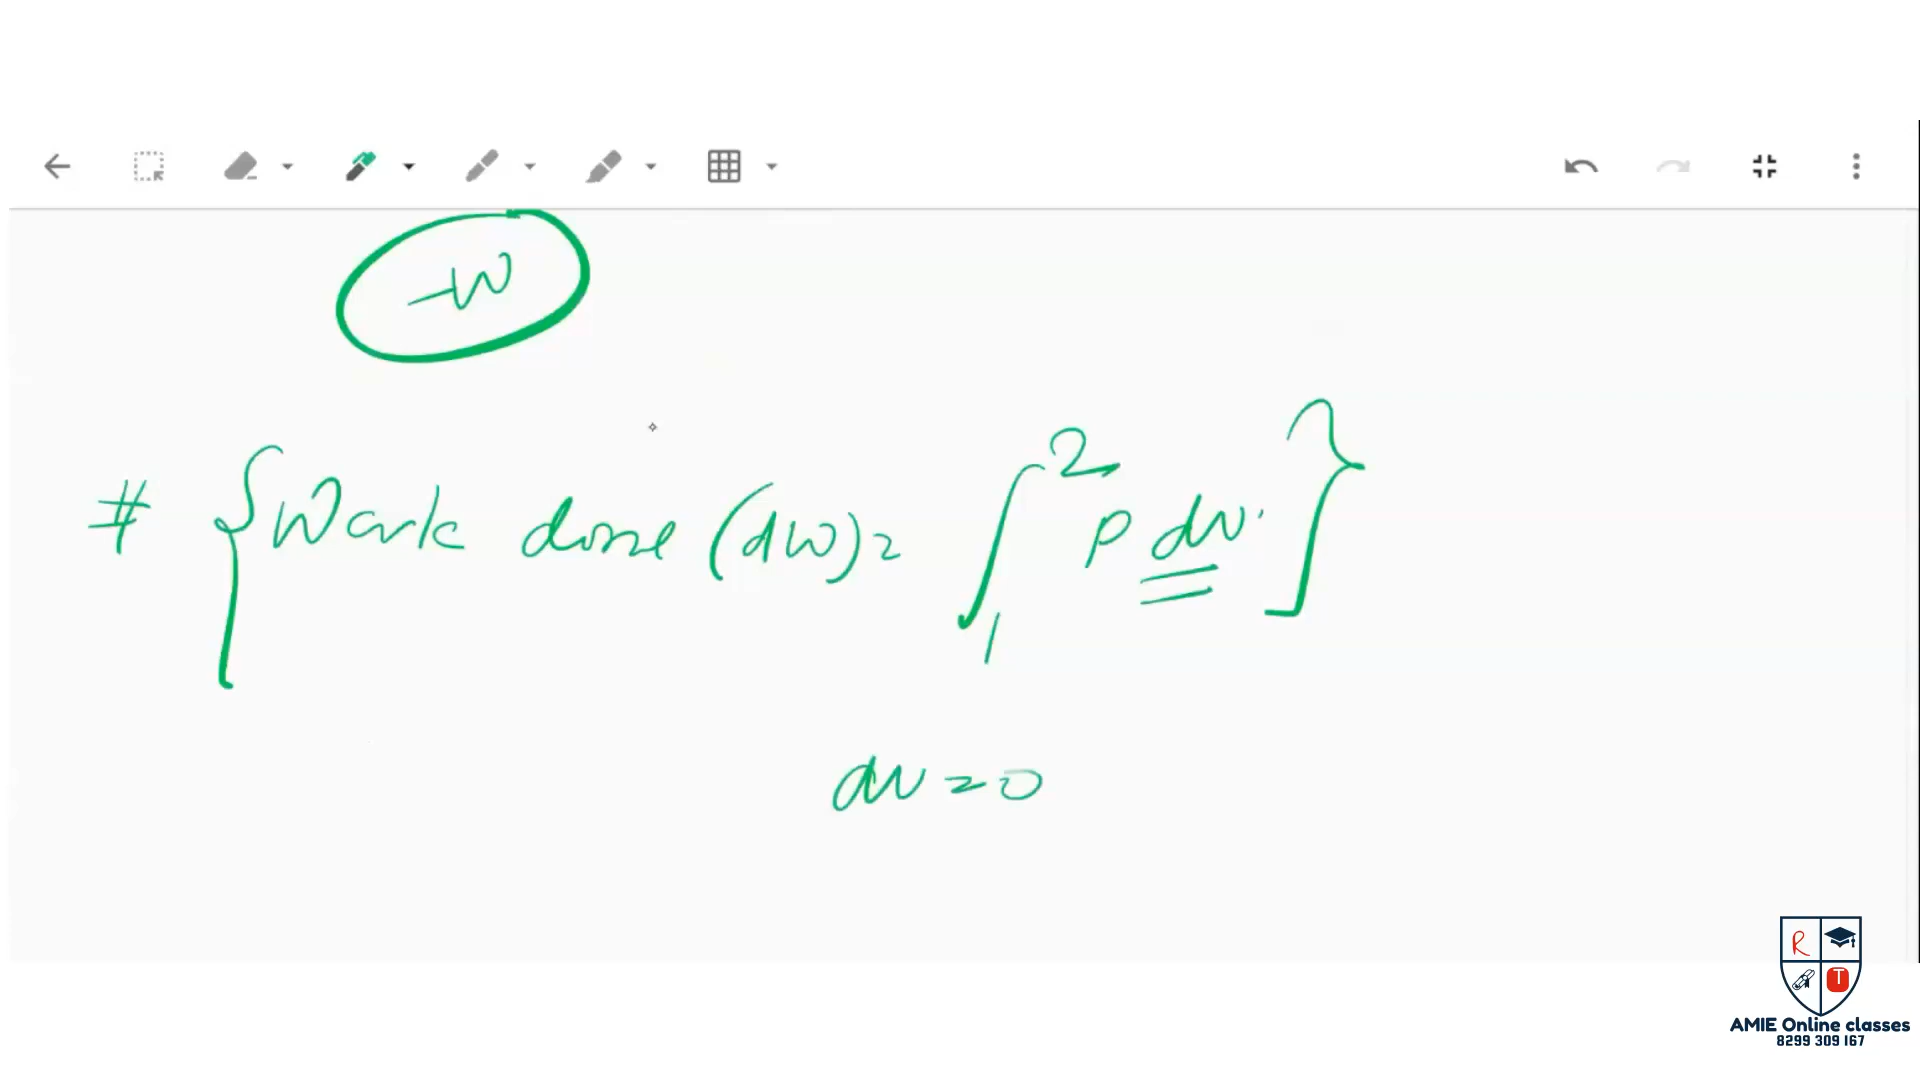 -W
# {Work done (dW) = ∫₁² p dv.}
dv = 0
R
T
AMIE Online classes
8299 309 167